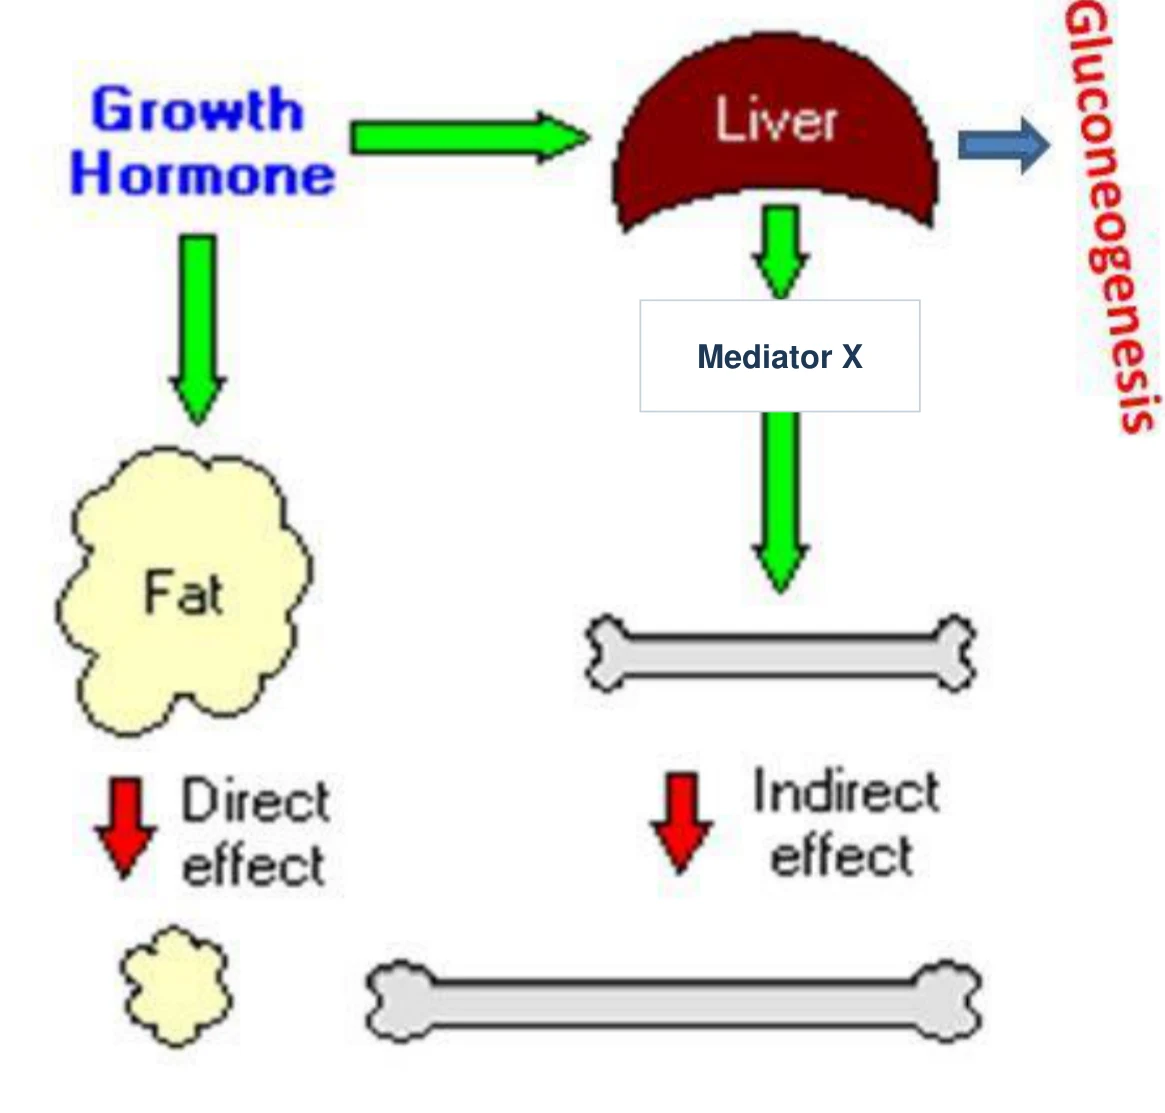 Growth
Hormone
Liver
Gluconeogenesis
Mediator X
Fat
Direct
effect
Indirect
effect